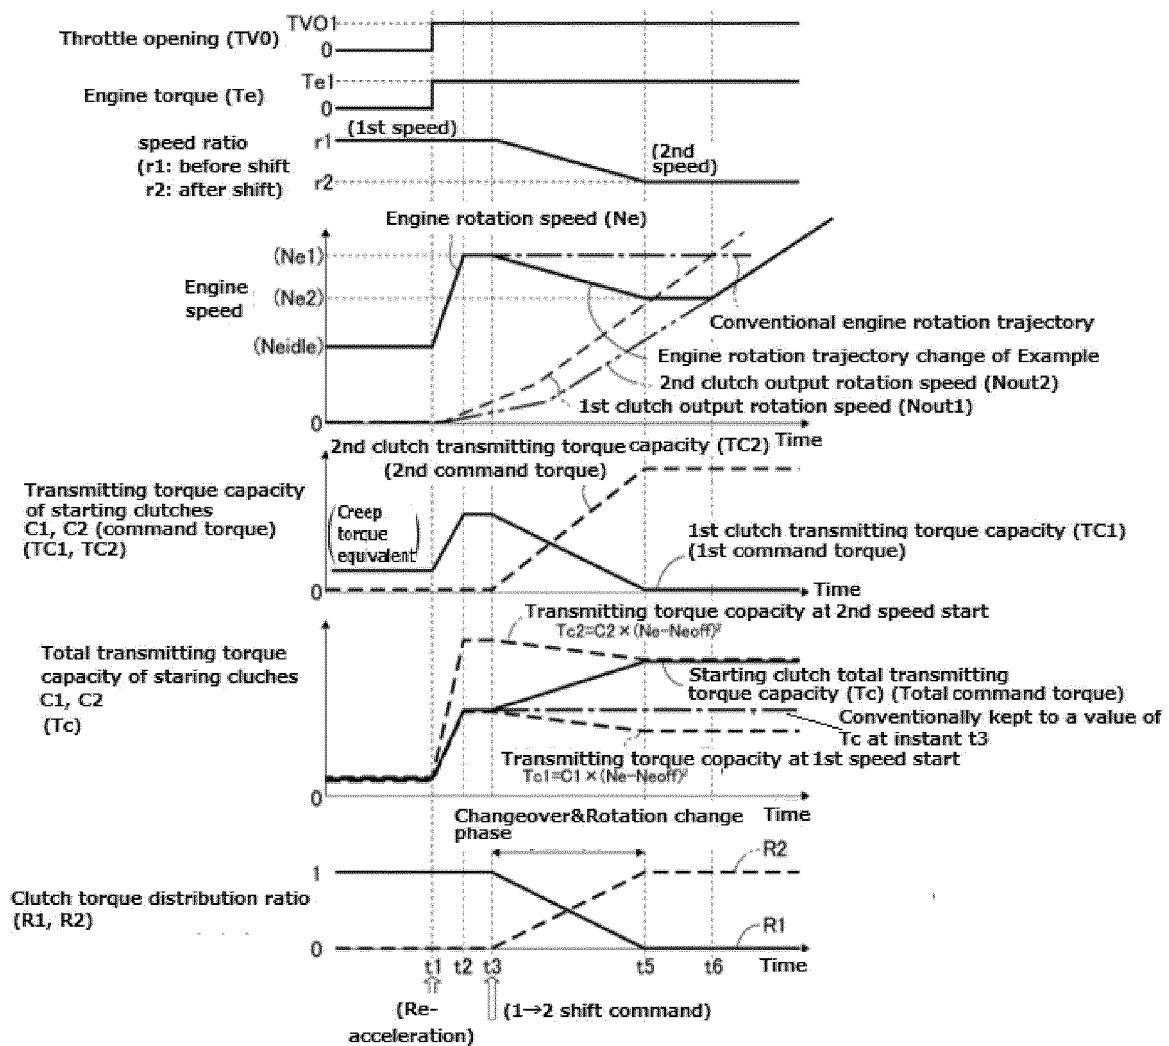 TVO1
Throttle opening (TV0)
0
Te1
Engine torque (Te)
0
(1st speed)
speed ratio
r1
(r1: before shift
r2: after shift)
(2nd
speed)
r2
Engine rotation speed (Ne)
(Ne1)
Engine
speed
(Ne2)
Conventional engine rotation trajectory
(Neidle)
Engine rotation trajectory change of Example
2nd clutch output rotation speed (Nout2)
1st clutch output rotation speed (Nout1)
0
Time
2nd clutch transmitting torque capacity (TC2)
(2nd command torque)
Transmitting torque capacity
of starting clutches
C1, C2 (command torque)
(TC1, TC2)
(Creep
torque
equivalent)
1st clutch transmitting torque capacity (TC1)
(1st command torque)
0
Time
Transmitting torque copacity at 2nd speed start
Tc2=C2×(Ne-Neoff)²
Total transmitting torque
capacity of staring cluches
C1, C2
(Tc)
Starting clutch total transmitting
torque capacity (Tc) (Total command torque)
Conventionally kept to a value of
Tc at instant t3
Transmitting torque capacity at 1st speed start
Tc1=C1×(Ne-Neoff)²
0
Time
Changeover&Rotation change
phase
R2
1
Clutch torque distribution ratio
(R1, R2)
R1
0
t1 t2 t3 t5 t6 Time
(Re-
acceleration)
(1→2 shift command)